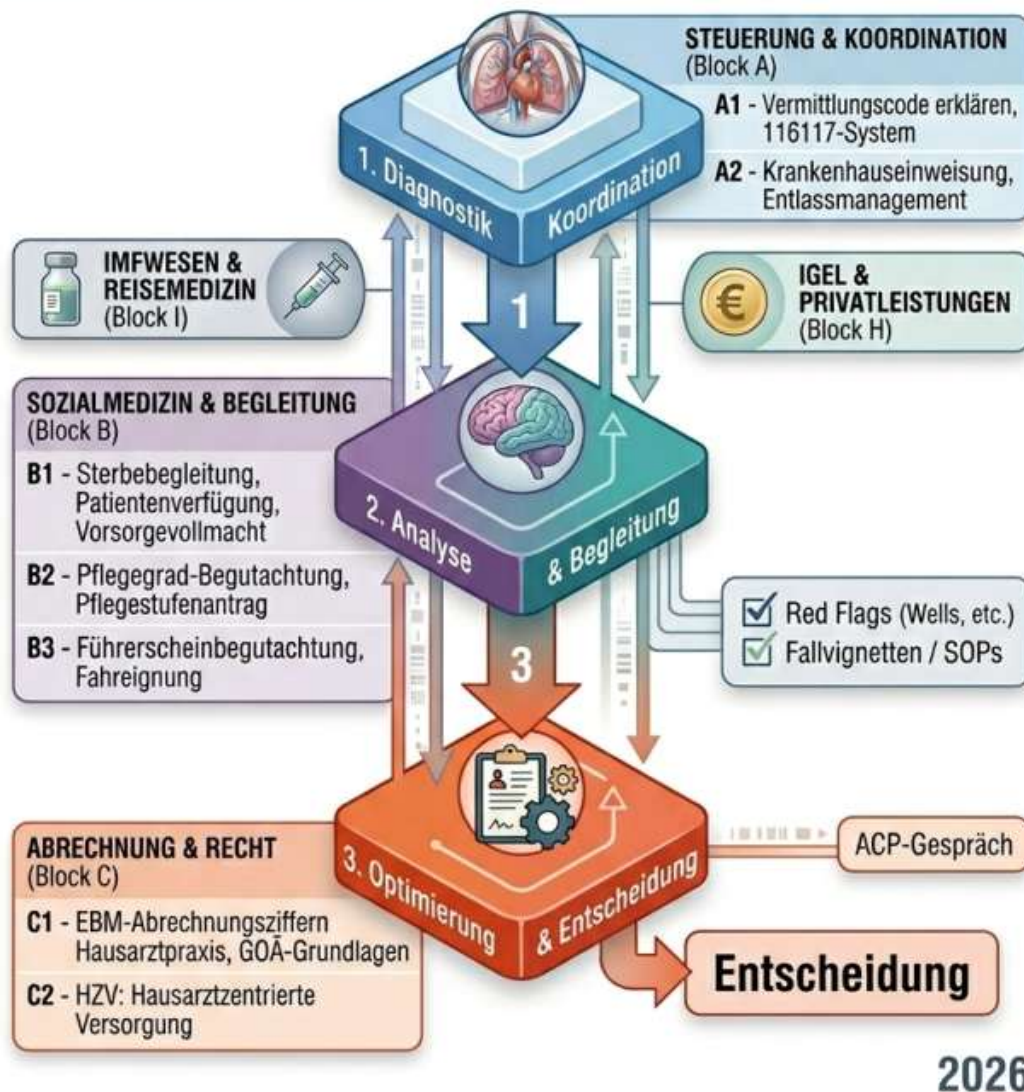 STEUERUNG & KOORDINATION
(Block A)
A1 - Vermittlungscode erklären,
116117-System
A2 - Krankenhauseinweisung,
Entlassmanagement
1. Diagnostik
Koordination
IMFWESEN &
REISEMEDIZIN
(Block I)
1
€
IGEL &
PRIVATLEISTUNGEN
(Block H)
SOZIALMEDIZIN & BEGLEITUNG
(Block B)
B1 - Sterbebegleitung,
Patientenverfügung,
Vorsorgevollmacht
B2 - Pflegegrad-Begutachtung,
Pflegestufenantrag
B3 - Führerscheinbegutachtung,
Fahreignung
2. Analyse
& Begleitung
Red Flags (Wells, etc.)
Fallvignetten / SOPs
3
ABRECHNUNG & RECHT
(Block C)
C1 - EBM-Abrechnungsziffern
Hausarztpraxis, GOĀ-Grundlagen
C2 - HZV: Hausarztzentrierte
Versorgung
3. Optimierung
& Entscheidung
ACP-Gespräch
Entscheidung
2026